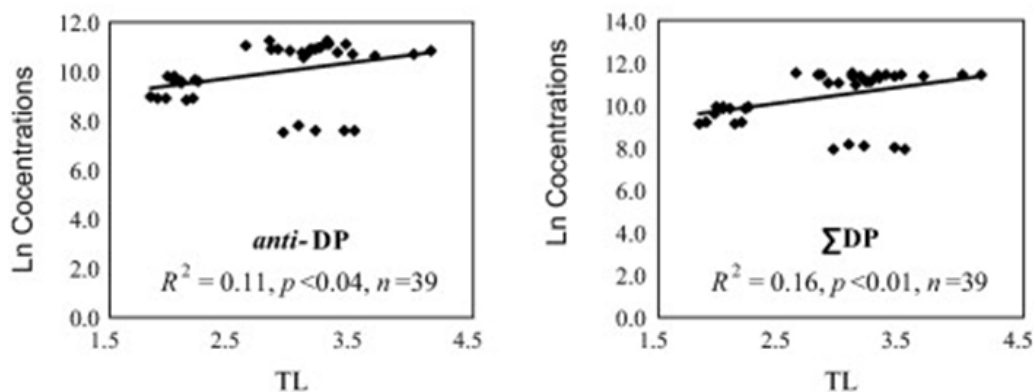 12.0
10.0
8.0
6.0
4.0
2.0
0.0
Ln Cocentrations
anti-DP
R² = 0.11, p <0.04, n =39
1.5 2.5 3.5 4.5
TL
14.0
12.0
10.0
8.0
6.0
4.0
2.0
0.0
Ln Cocentrations
∑DP
R² = 0.16, p <0.01, n =39
1.5 2.5 3.5 4.5
TL